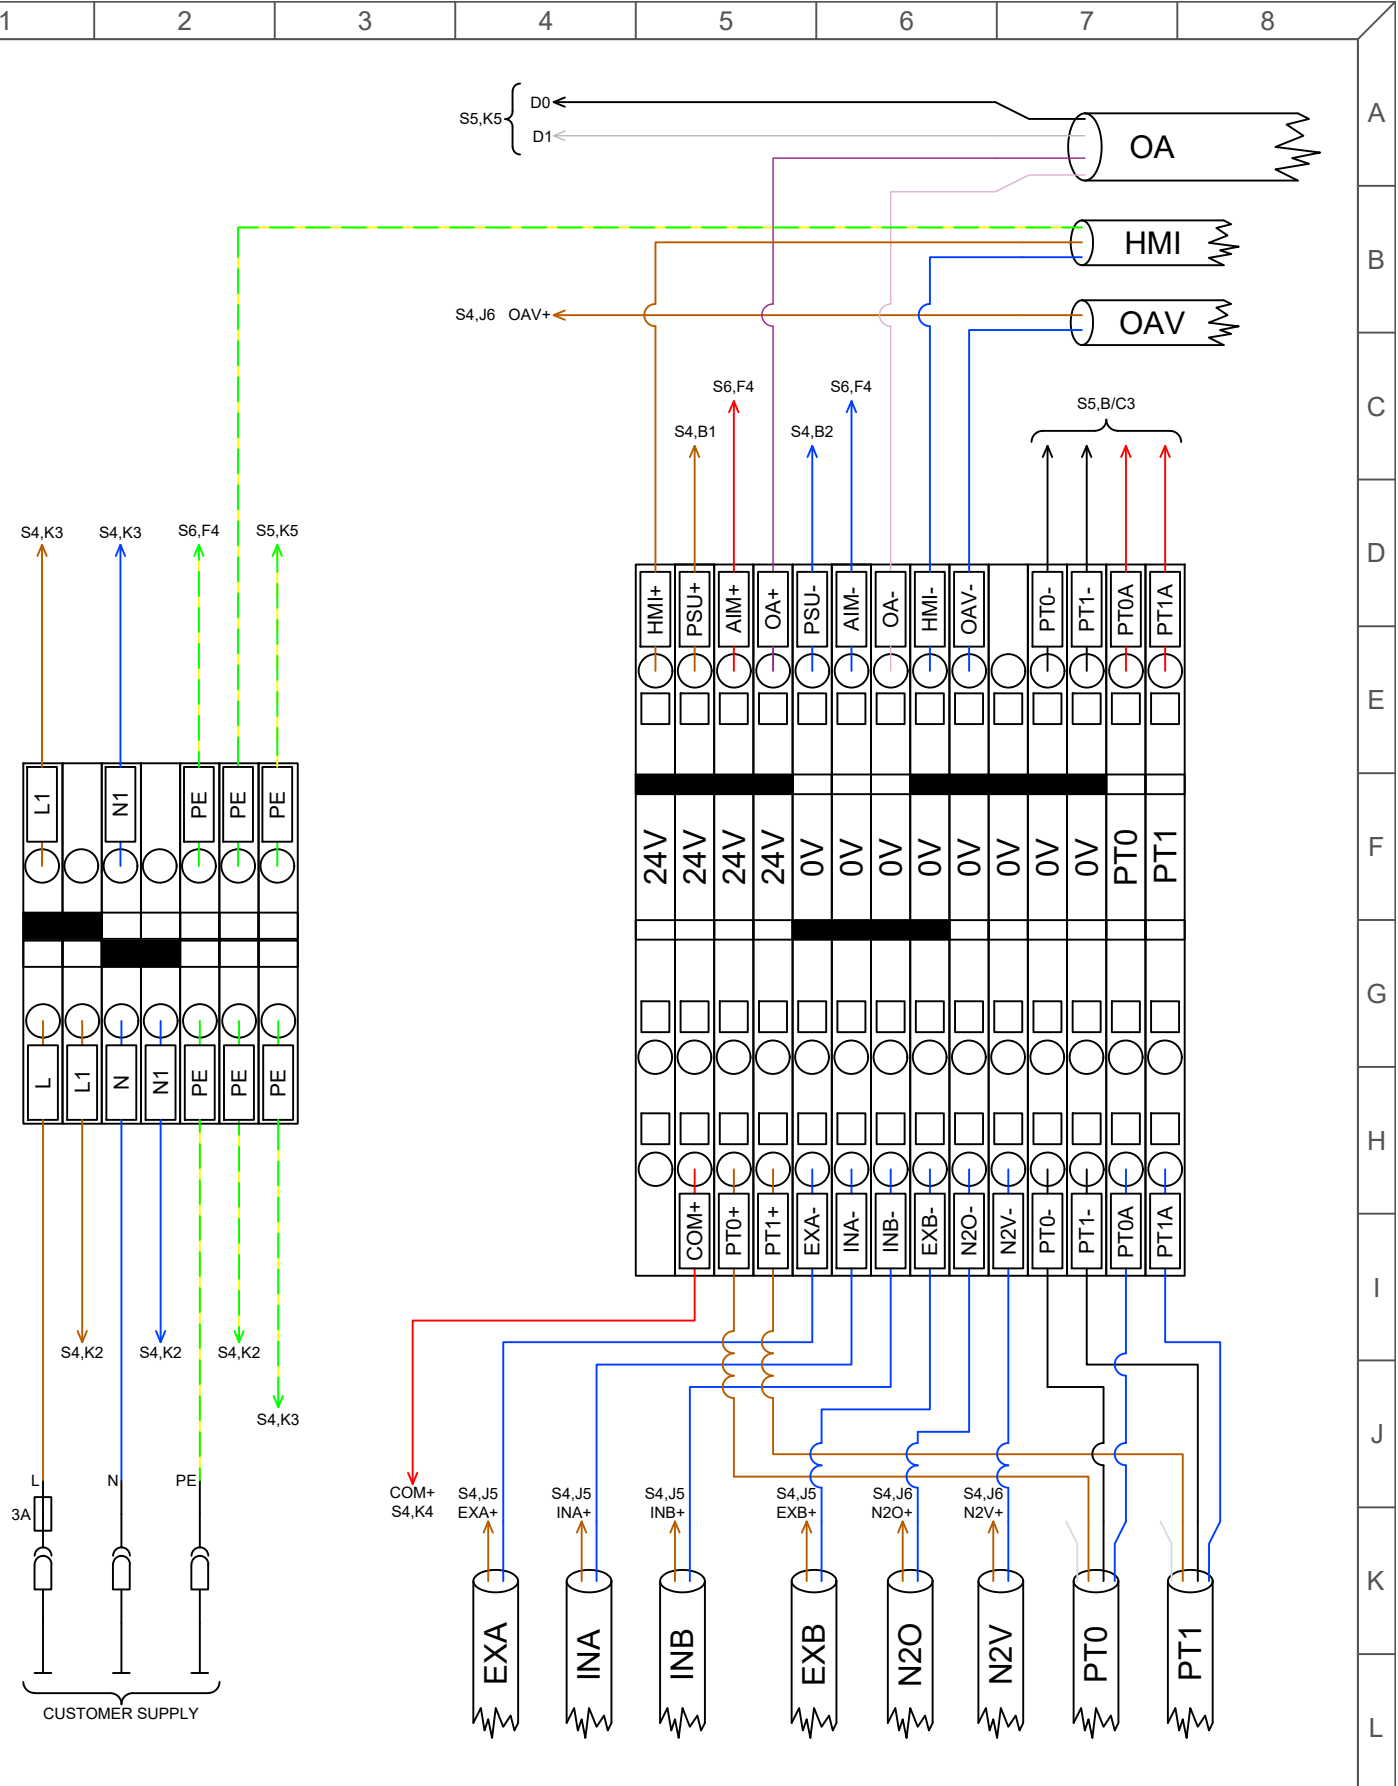 1 2 3 4 5 6 7 8
A
D0
S5,K5
D1
OA
HMI
B
S4,J6 OAV+
OAV
S6,F4 S6,F4
C
S5,B/C3
S4,B1 S4,B2
S4,K3 S4,K3 S6,F4 S5,K5
D
HMI+ PSU+ AIM+ OA+ PSU- AIM- OA- HMI- OAV- PT0- PT1- PT0A PT1A
E
L1 N1 PE PE PE
24V 24V 24V 24V 0V 0V 0V 0V 0V 0V 0V 0V PT0 PT1
F
G
L L1 N N1 PE PE PE
H
COM+ PT0+ PT1+ EXA- INA- INB- EXB- N2O- N2V- PT0- PT1- PT0A PT1A
I
S4,K2 S4,K2 S4,K2
S4,K3
J
L N PE
3A
COM+
S4,K4
S4,J5
EXA+
S4,J5
INA+
S4,J5
INB+
S4,J5
EXB+
S4,J6
N2O+
S4,J6
N2V+
K
EXA INA INB EXB N2O N2V PT0 PT1
CUSTOMER SUPPLY
L